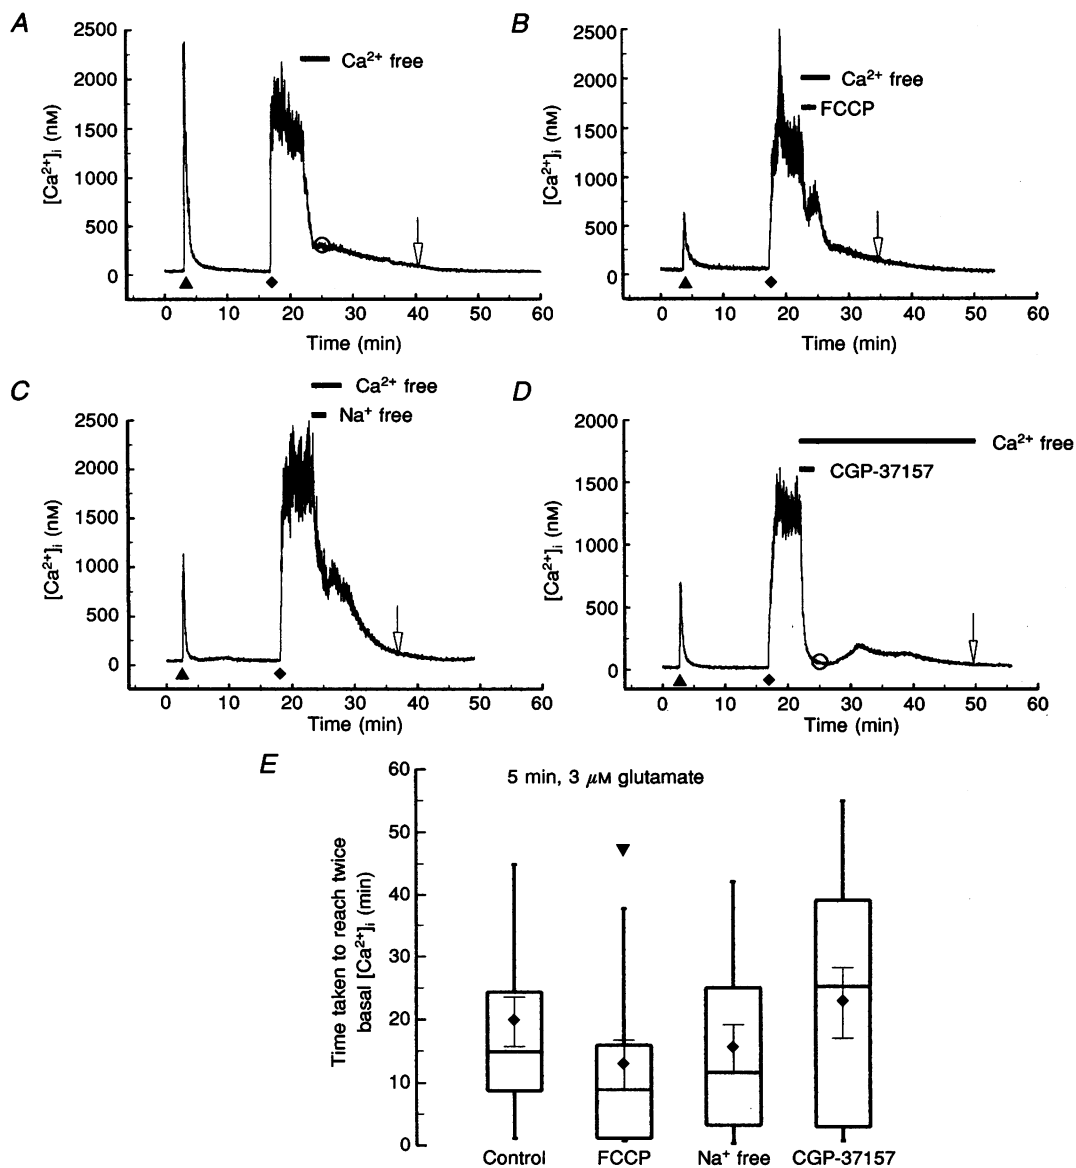 A
2500
2000
1500
1000
500
0
[Ca²⁺]ᵢ (nM)
Ca²⁺ free
0 10 20 30 40 50 60
Time (min)
B
2500
2000
1500
1000
500
0
[Ca²⁺]ᵢ (nM)
Ca²⁺ free
FCCP
0 10 20 30 40 50 60
Time (min)
C
2500
2000
1500
1000
500
0
[Ca²⁺]ᵢ (nM)
Ca²⁺ free
Na⁺ free
0 10 20 30 40 50 60
Time (min)
D
2000
1500
1000
500
0
[Ca²⁺]ᵢ (nM)
Ca²⁺ free
CGP-37157
0 10 20 30 40 50 60
Time (min)
E
60
50
40
30
20
10
0
Time taken to reach twice
basal [Ca²⁺]ᵢ (min)
5 min, 3 μM glutamate
Control FCCP Na⁺ free CGP-37157